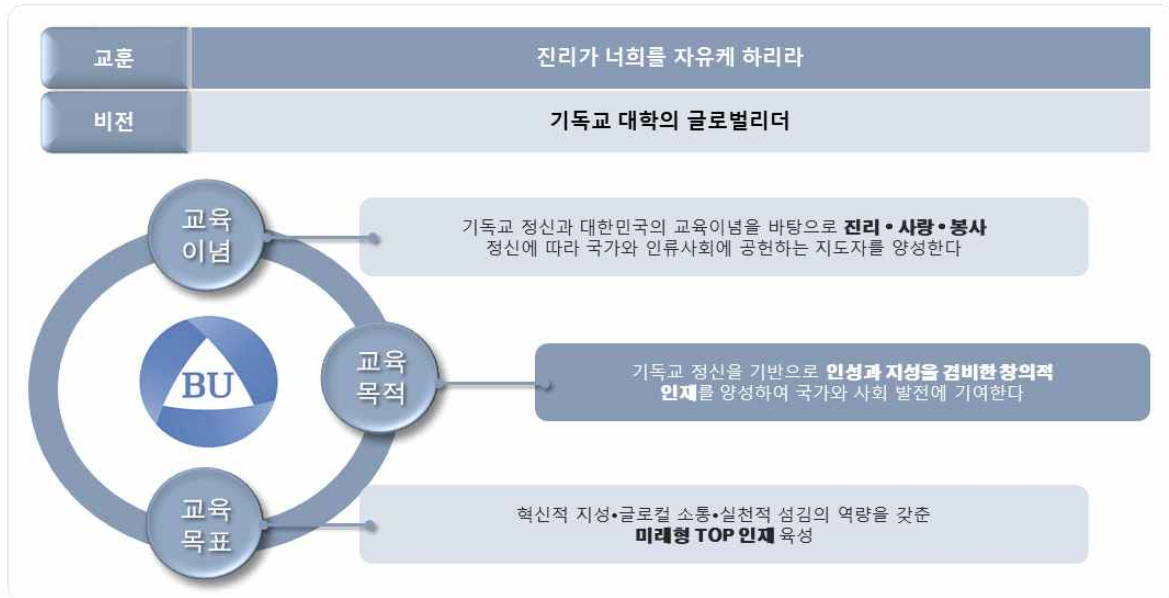 교훈
진리가 너희를 자유케 하리라
비전
기독교 대학의 글로벌리더
교육
이념
기독교 정신과 대한민국의 교육이념을 바탕으로 진리•사랑•봉사
정신에 따라 국가와 인류사회에 공헌하는 지도자를 양성한다
BU
교육
목적
기독교 정신을 기반으로 인성과 지성을 겸비한 창의적
인재를 양성하여 국가와 사회 발전에 기여한다
교육
목표
혁신적 지성•글로컬 소통•실천적 섬김의 역량을 갖춘
미래형 TOP 인재 육성